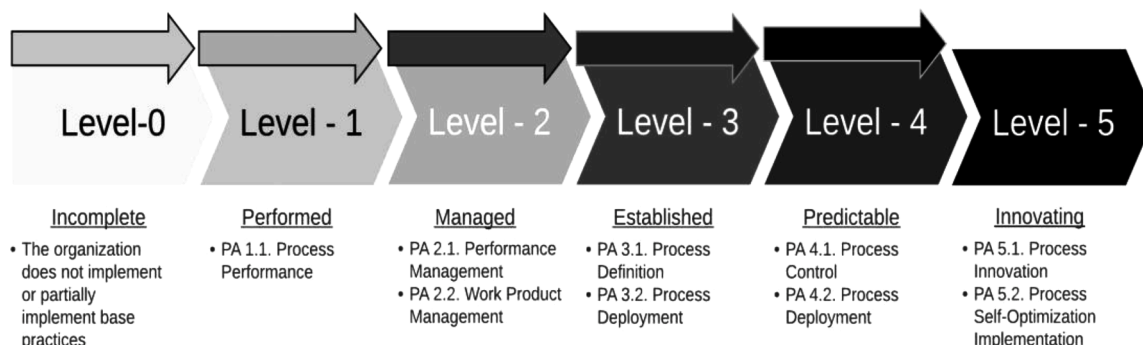 Level-0
Level - 1
Level - 2
Level - 3
Level - 4
Level - 5
Incomplete
• The organization
does not implement
or partially
implement base
practices
Performed
• PA 1.1. Process
Performance
Managed
• PA 2.1. Performance
Management
• PA 2.2. Work Product
Management
Established
• PA 3.1. Process
Definition
• PA 3.2. Process
Deployment
Predictable
• PA 4.1. Process
Control
• PA 4.2. Process
Deployment
Innovating
• PA 5.1. Process
Innovation
• PA 5.2. Process
Self-Optimization
Implementation